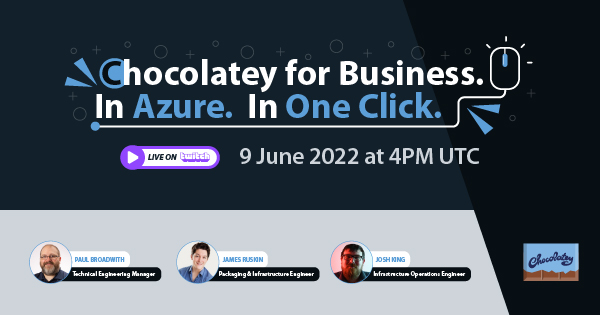 Chocolatey for Business.
In Azure. In One Click.
LIVE ON twitch
9 June 2022 at 4PM UTC
PAUL BROADWITH
Technical Engineering Manager
JAMES RUSKIN
Packaging & Infrastructure Engineer
JOSH KING
Infrastructure Operations Engineer
Chocolatey